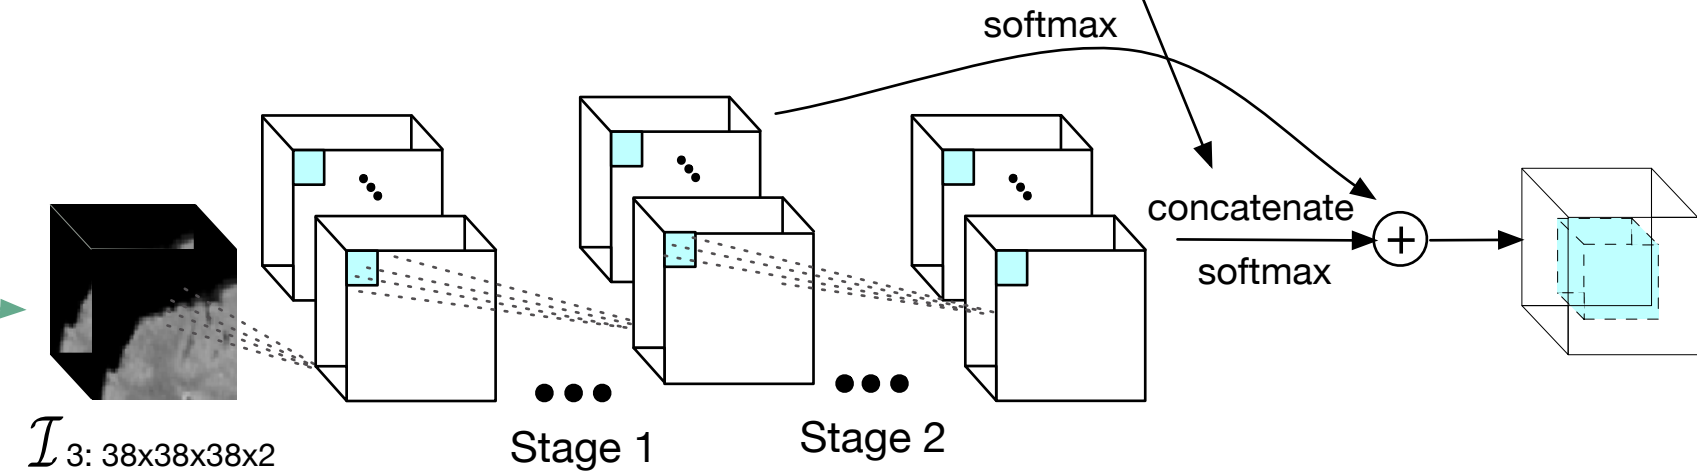 softmax
concatenate
+
softmax
Stage 1
Stage 2
ℐ 3: 38x38x38x2